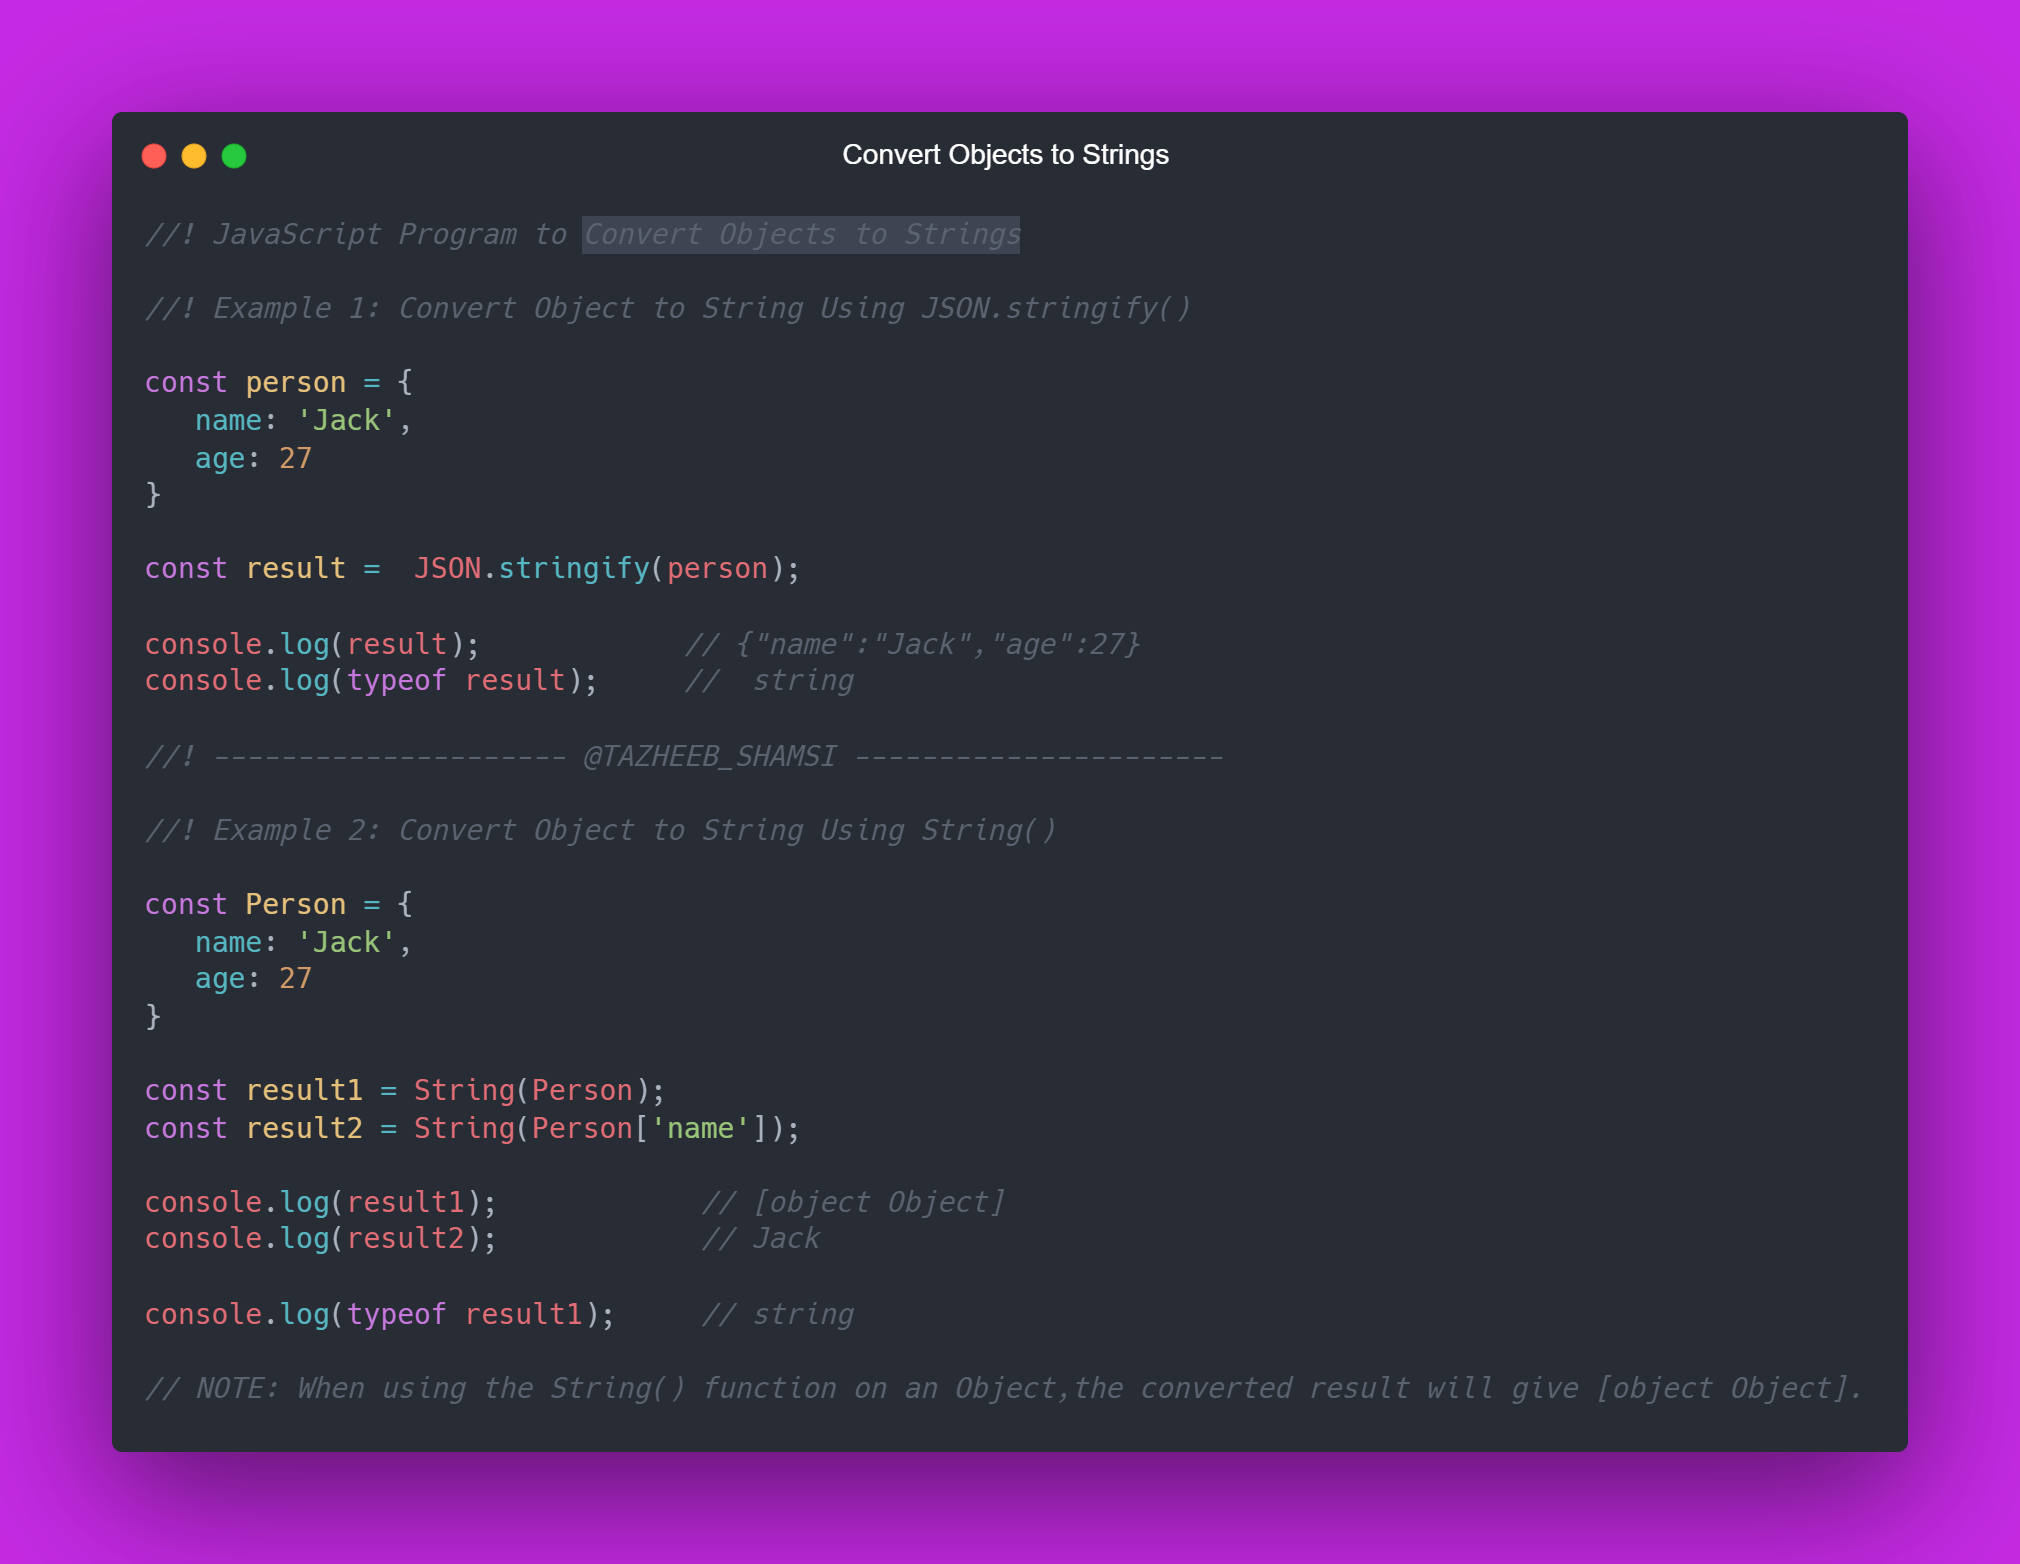 Convert Objects to Strings
//! JavaScript Program to Convert Objects to Strings
//! Example 1: Convert Object to String Using JSON.stringify()
const person = {
   name: 'Jack',
   age: 27
}
const result =  JSON.stringify(person);
console.log(result);            // {"name":"Jack","age":27}
console.log(typeof result);     //  string
//! --------------------- @TAZHEEB_SHAMSI ----------------------
//! Example 2: Convert Object to String Using String()
const Person = {
   name: 'Jack',
   age: 27
}
const result1 = String(Person);
const result2 = String(Person['name']);
console.log(result1);            // [object Object]
console.log(result2);            // Jack
console.log(typeof result1);     // string
// NOTE: When using the String() function on an Object,the converted result will give [object Object].